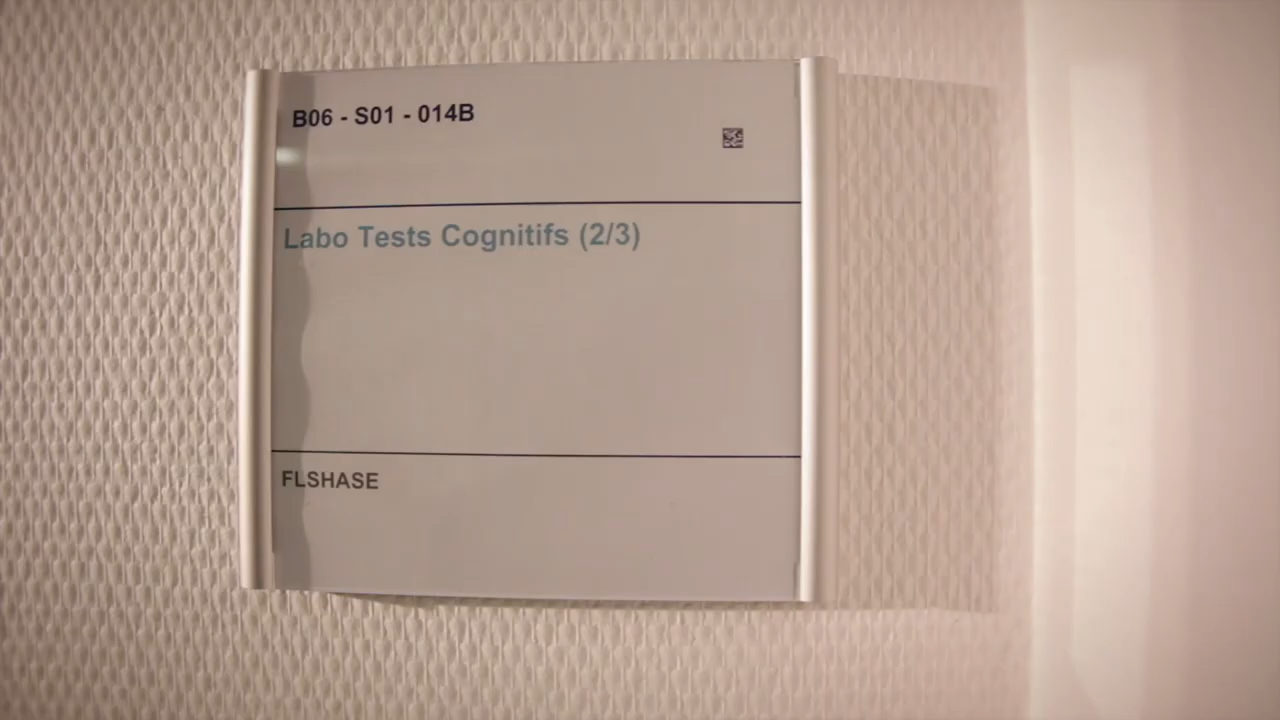 B06 - S01 - 014B
Labo Tests Cognitifs (2/3)
FLSHASE